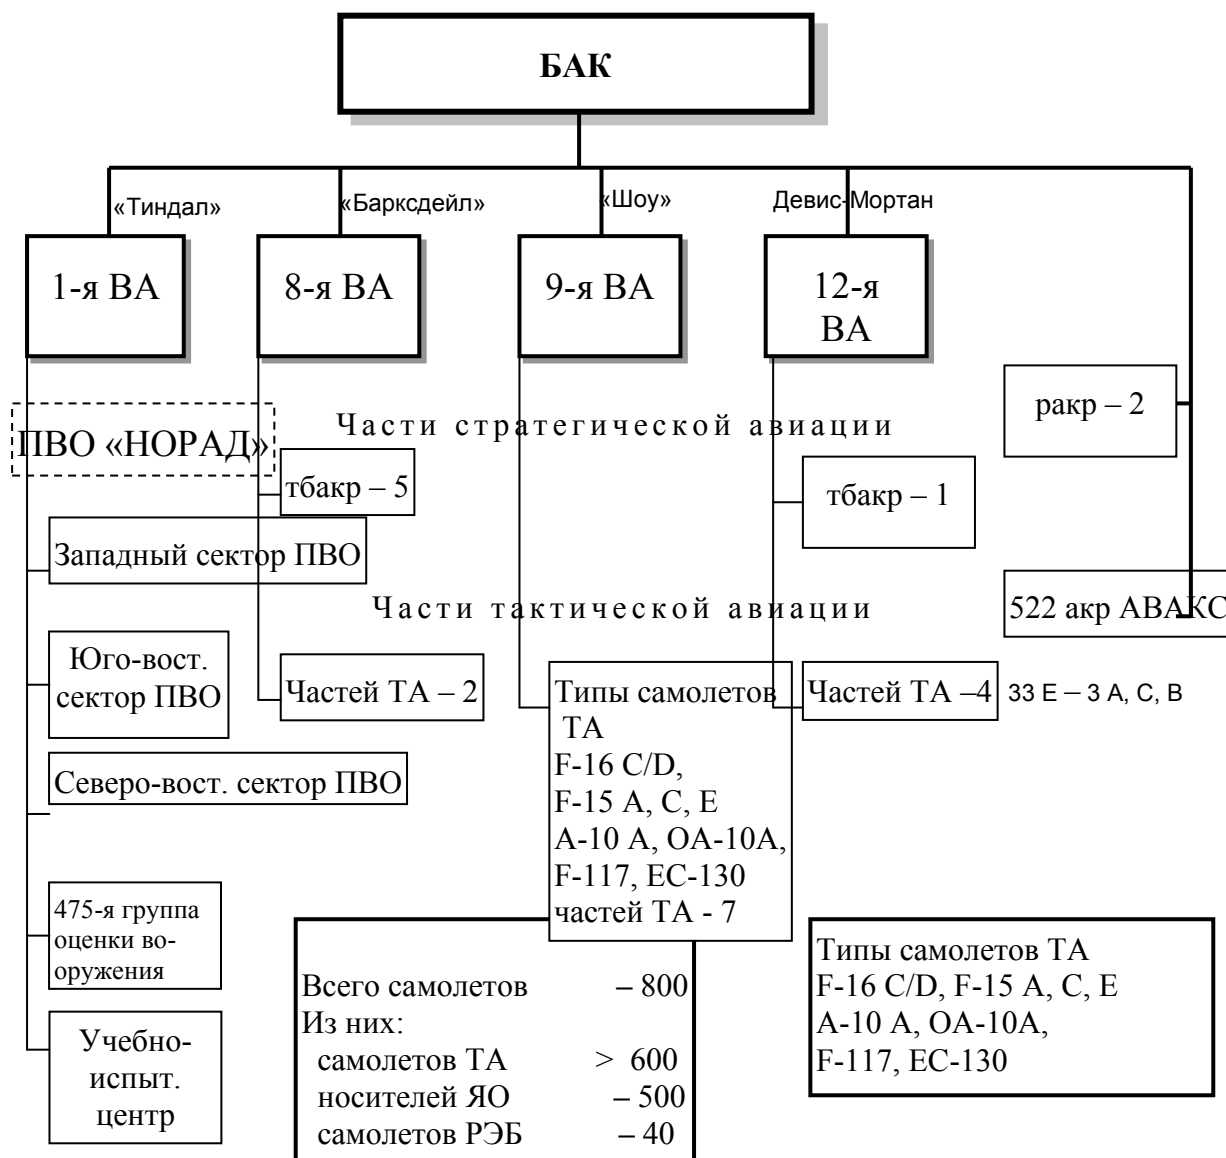 БАК
«Тиндал»
«Барксдейл»
«Шоу»
Девис-Мортан
1-я ВА
8-я ВА
9-я ВА
12-я
ВА
ракр – 2
Части стратегической авиации
ПВО «НОРАД»
тбакр – 5
тбакр – 1
Западный сектор ПВО
Части тактической авиации
522 акр АВАКС
Юго-вост.
сектор ПВО
Частей ТА – 2
Типы самолетов
ТА
F-16 C/D,
F-15 A, C, E
A-10 A, OA-10A,
F-117, EC-130
частей ТА - 7
Частей ТА –4
33 Е – 3 А, С, В
Северо-вост. сектор ПВО
475-я группа
оценки во-
оружения
Учебно-
испыт.
центр
Всего самолетов – 800
Из них:
самолетов ТА > 600
носителей ЯО – 500
самолетов РЭБ – 40
Типы самолетов ТА
F-16 C/D, F-15 A, C, E
A-10 A, OA-10A,
F-117, EC-130